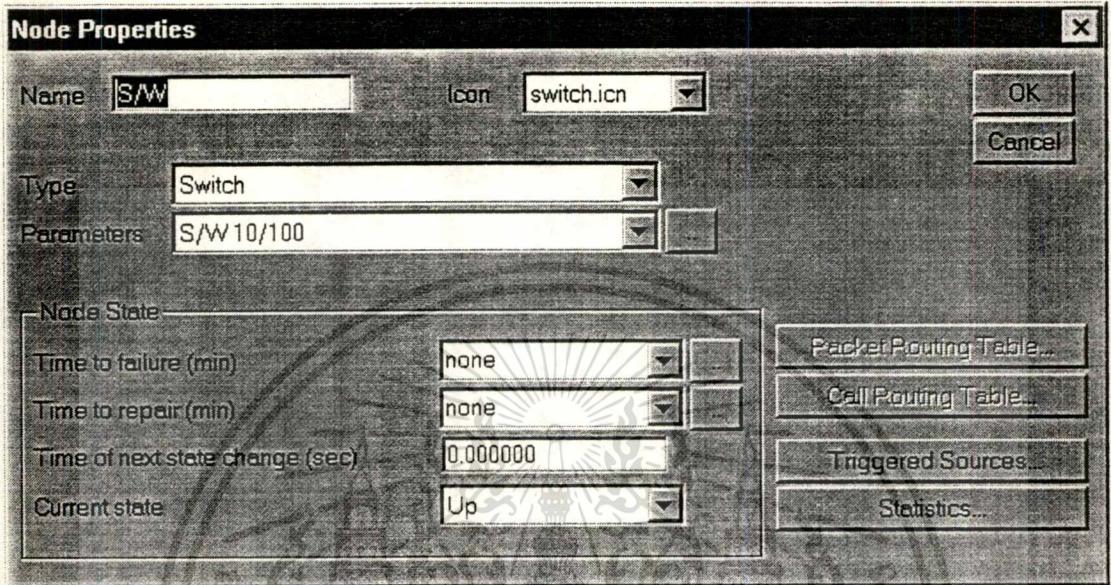 Node Properties
Name S/W Icon switch.icn OK
Cancel
Type Switch
Parameters S/W 10/100 ...
Node State
Time to failure (min) none ...
Time to repair (min) none ...
Time of next state change (sec) 0.000000
Current state Up
Packet Routing Table...
Call Routing Table...
Triggered Sources...
Statistics...